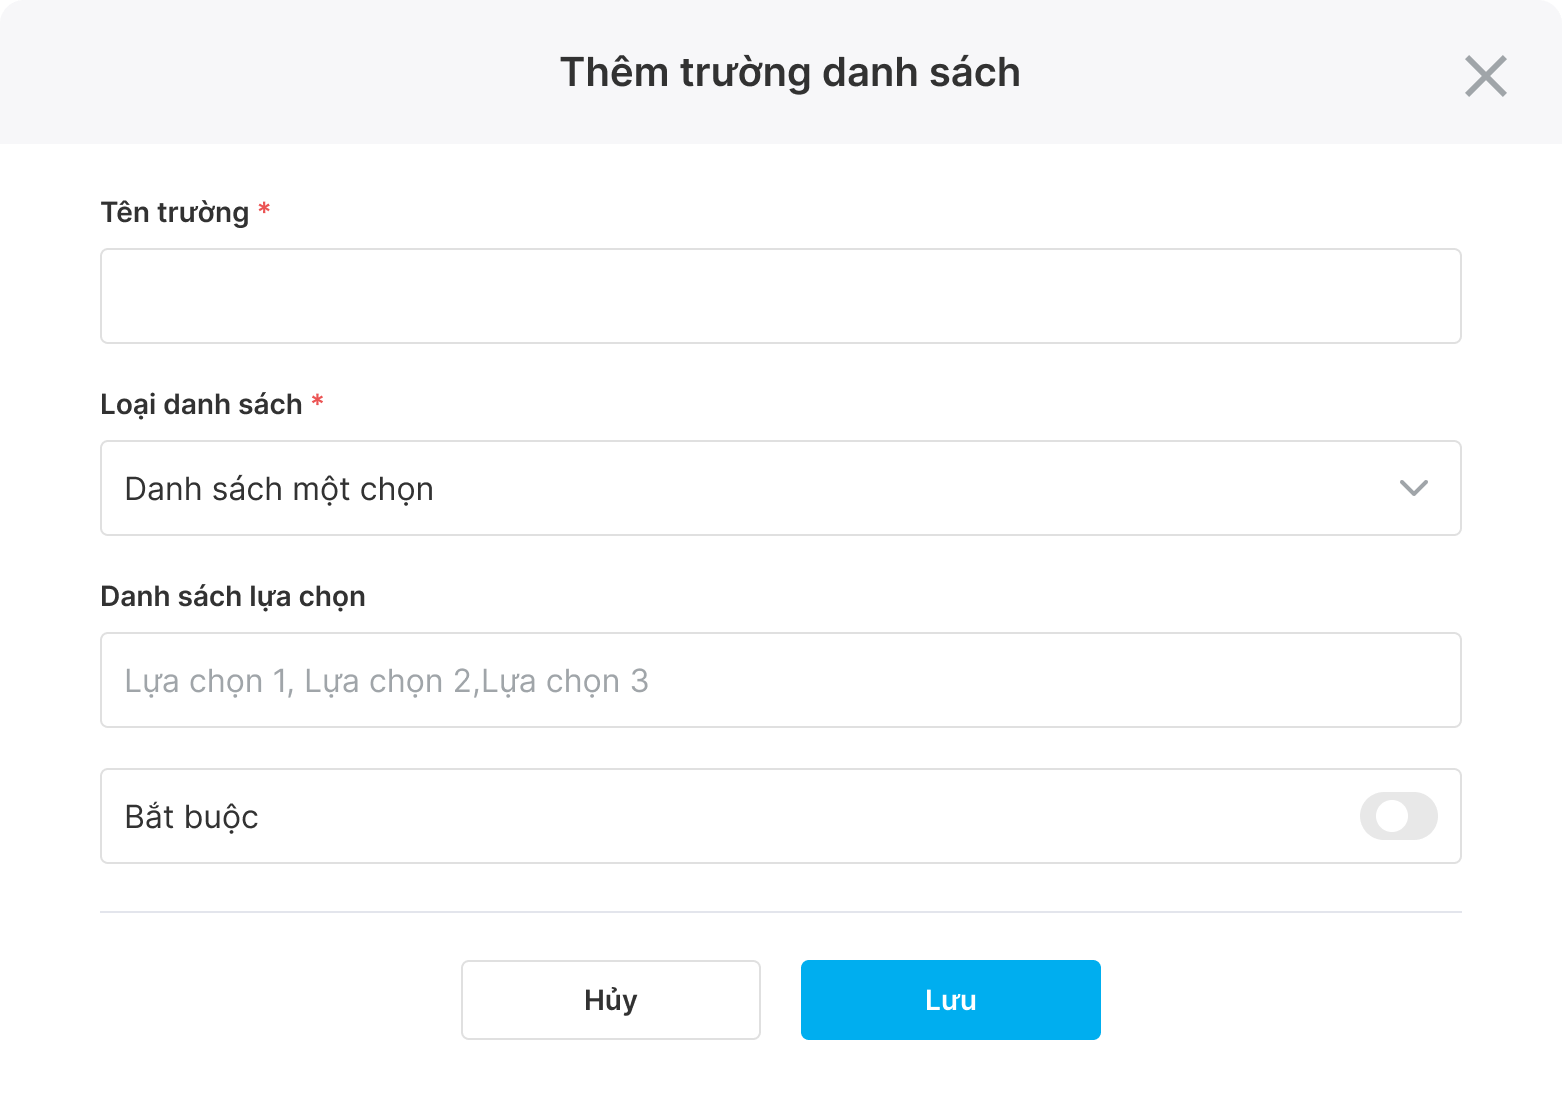 Thêm trường danh sách
Tên trường *
Loại danh sách *
Danh sách một chọn
Danh sách lựa chọn
Lựa chọn 1, Lựa chọn 2,Lựa chọn 3
Bắt buộc
Hủy
Lưu